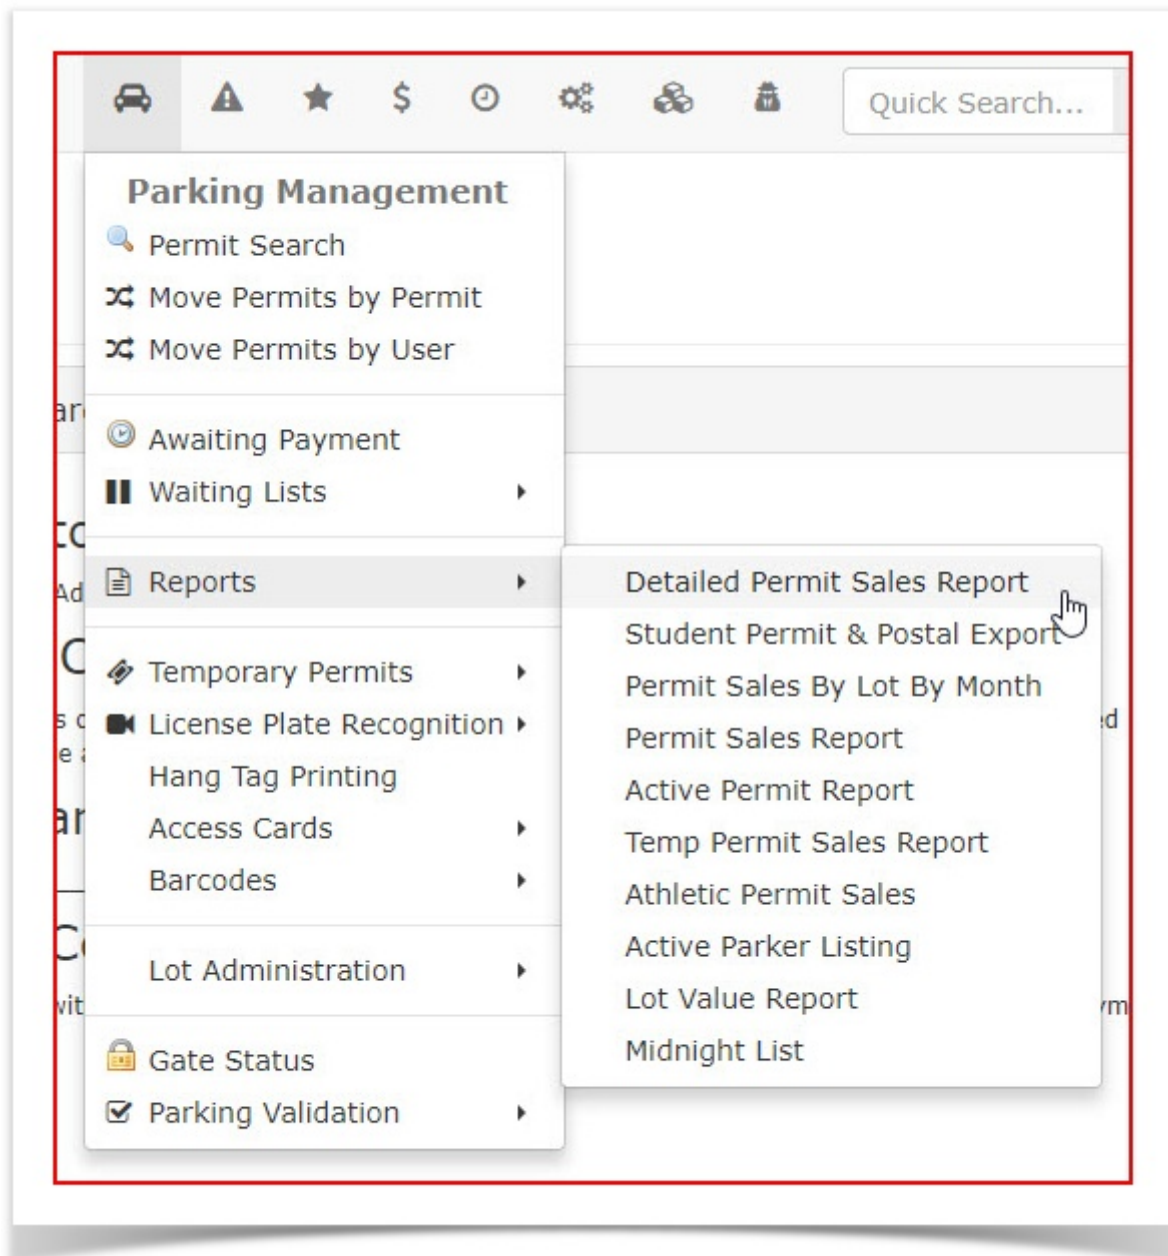 $
Quick Search...
Parking Management
Permit Search
Move Permits by Permit
Move Permits by User
Awaiting Payment
Waiting Lists
Reports
Temporary Permits
License Plate Recognition
Hang Tag Printing
Access Cards
Barcodes
Lot Administration
Gate Status
Parking Validation
Detailed Permit Sales Report
Student Permit & Postal Export
Permit Sales By Lot By Month
Permit Sales Report
Active Permit Report
Temp Permit Sales Report
Athletic Permit Sales
Active Parker Listing
Lot Value Report
Midnight List